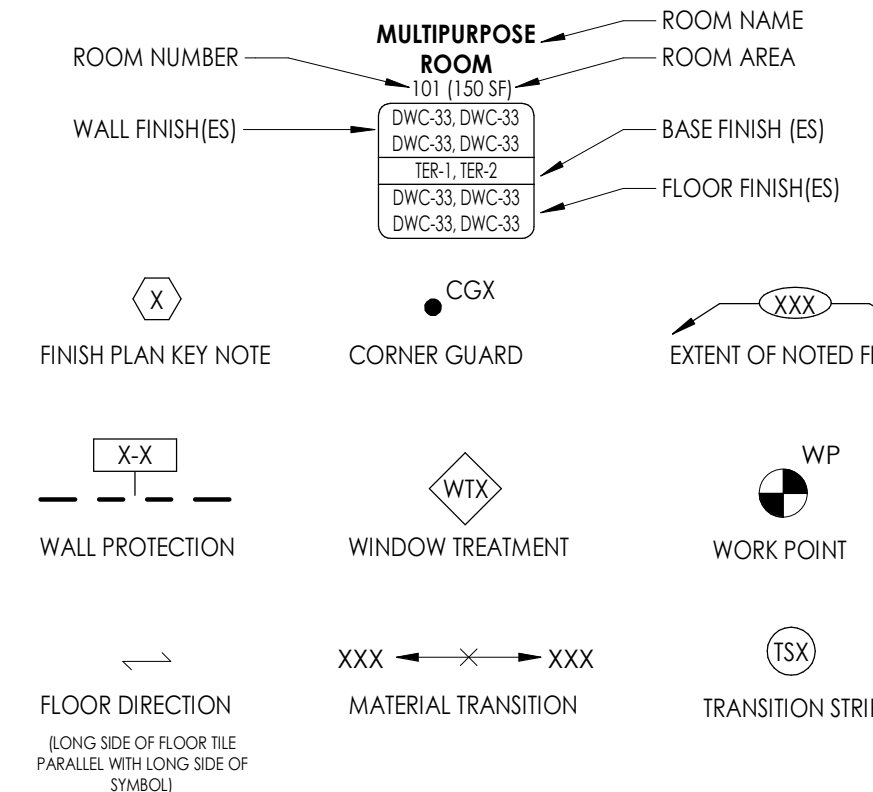 ROOM NUMBER
MULTIPURPOSE
ROOM
101 (150 SF)
ROOM NAME
ROOM AREA
WALL FINISH(ES)
DWC-33, DWC-33
DWC-33, DWC-33
TER-1, TER-2
DWC-33, DWC-33
DWC-33, DWC-33
BASE FINISH (ES)
FLOOR FINISH(ES)
X
FINISH PLAN KEY NOTE
CGX
CORNER GUARD
XXX
EXTENT OF NOTED
X-X
WALL PROTECTION
WTX
WINDOW TREATMENT
WP
WORK POINT
FLOOR DIRECTION
(LONG SIDE OF FLOOR TILE
PARALLEL WITH LONG SIDE OF
SYMBOL)
XXX XXX
MATERIAL TRANSITION
TSX
TRANSITION